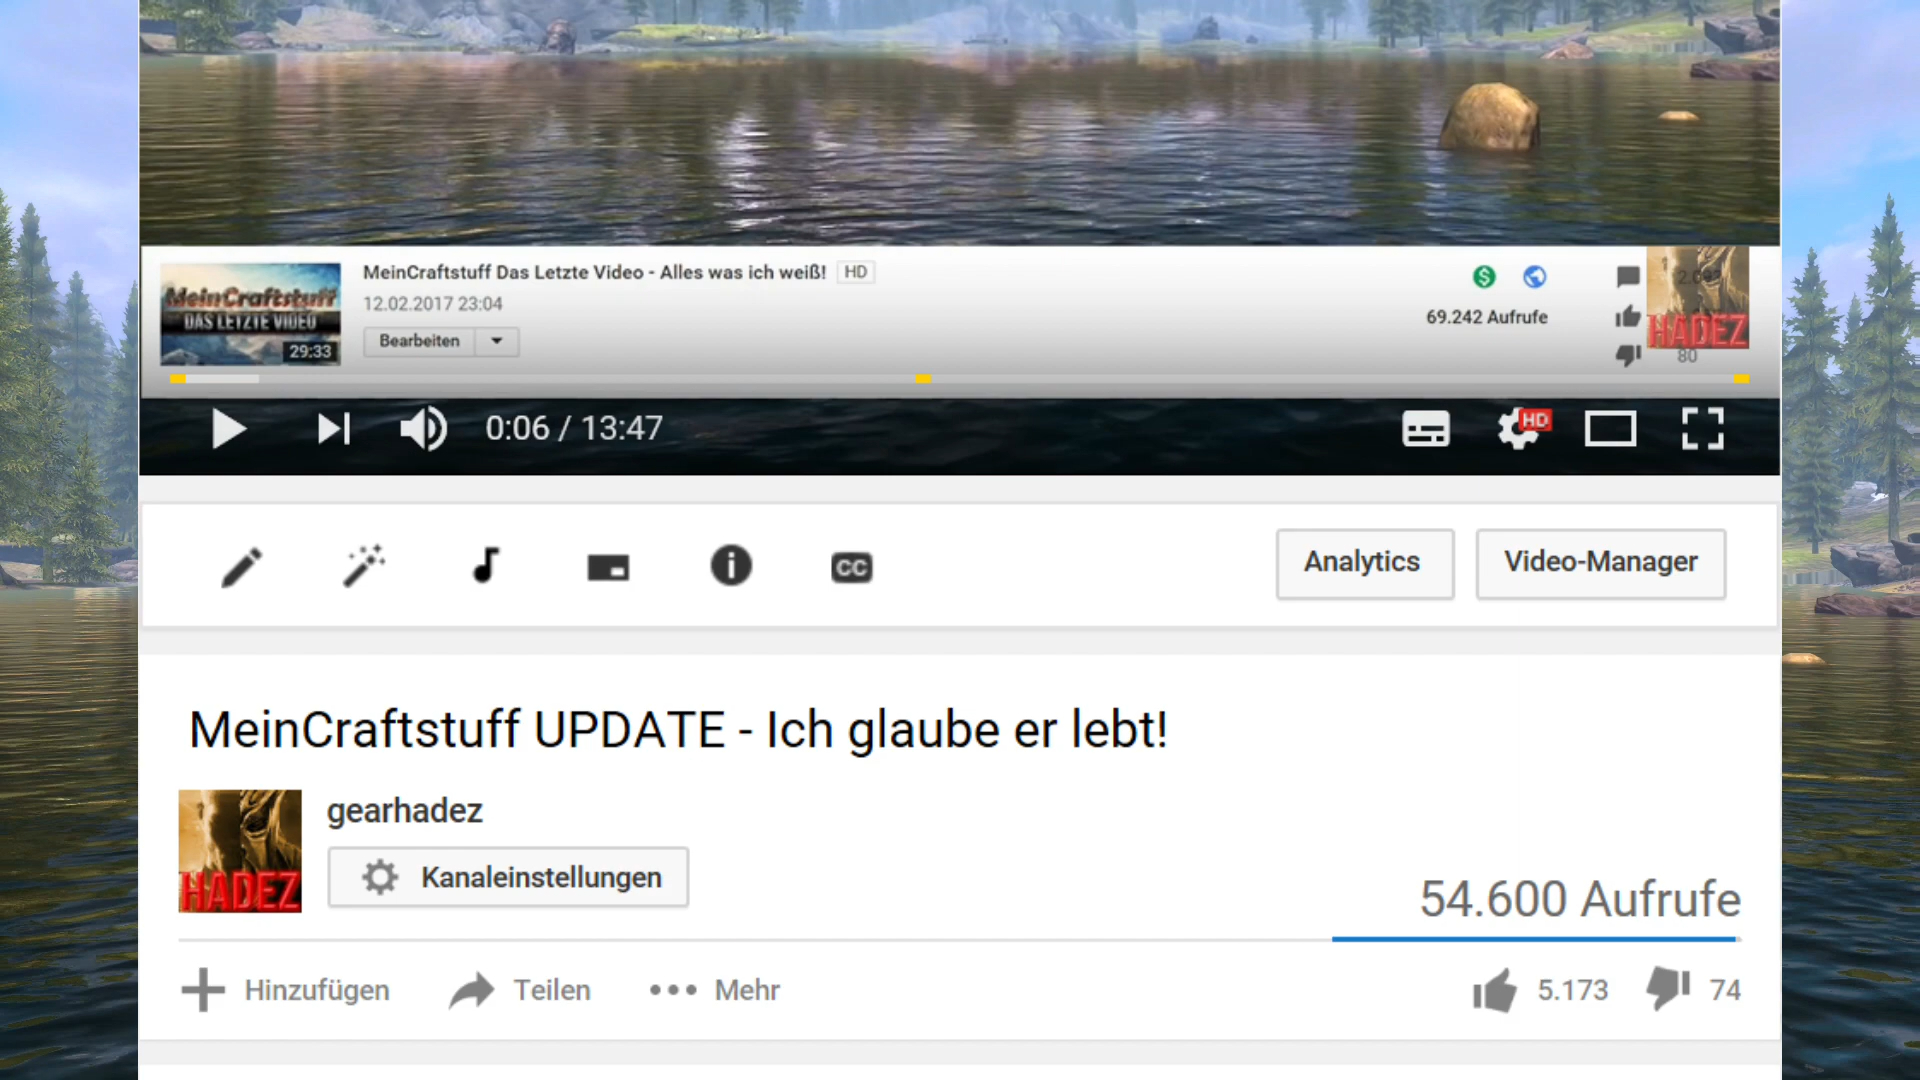 MeinCraftstuff Das Letzte Video - Alles was ich weiß! HD
12.02.2017 23:04
Bearbeiten
MeinCraftstuff
DAS LETZTE VIDEO
29:33
69.242 Aufrufe
HADEZ
80
0:06 / 13:47
HD
CC
Analytics
Video-Manager
MeinCraftstuff UPDATE - Ich glaube er lebt!
gearhadez
HADEZ
Kanaleinstellungen
54.600 Aufrufe
Hinzufügen
Teilen
Mehr
5.173
74